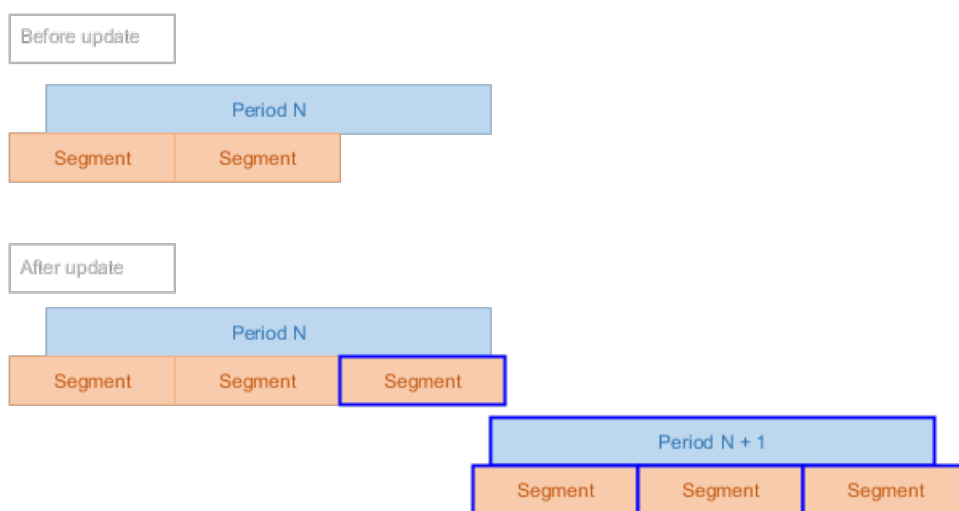 Before update
Period N
Segment Segment
After update
Period N
Segment Segment Segment
Period N + 1
Segment Segment Segment